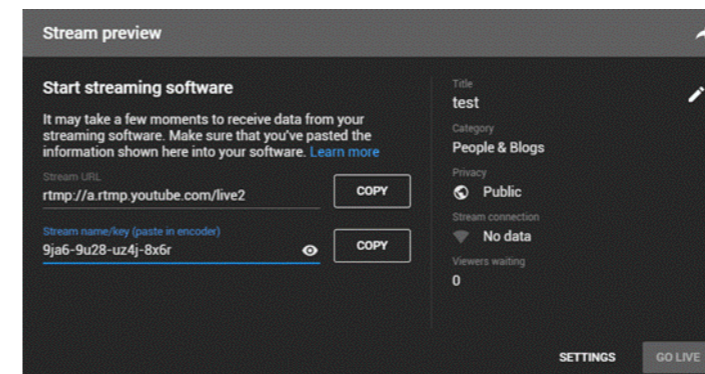 Stream preview
Start streaming software
It may take a few moments to receive data from your
streaming software. Make sure that you've pasted the
information shown here into your software. Learn more
Stream URL
rtmp://a.rtmp.youtube.com/live2
COPY
Stream name/key (paste in encoder)
9ja6-9u28-uz4j-8x6r
COPY
Title
test
Category
People & Blogs
Privacy
Public
Stream connection
No data
Viewers waiting
0
SETTINGS
GO LIVE